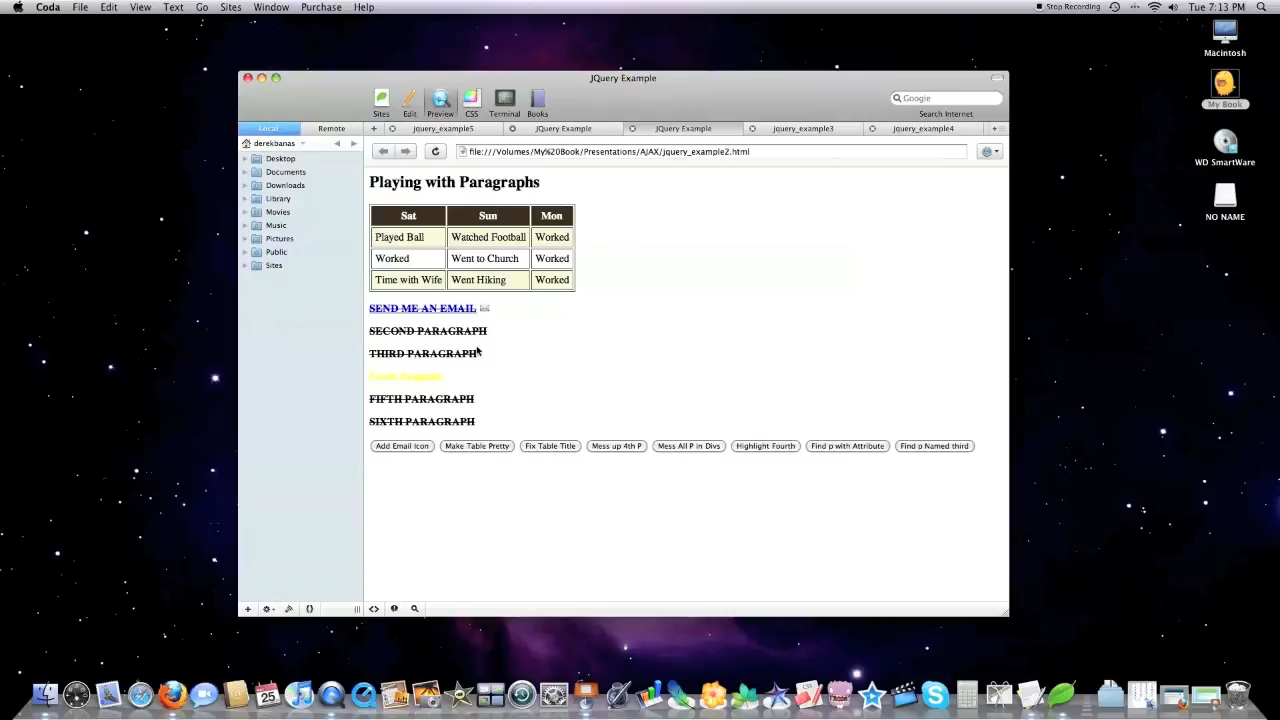 Coda File Edit View Text Go Sites Window Purchase Help
Stop Recording Tue 7:13 PM
Macintosh
My Book
WD SmartWare
NO NAME
JQuery Example
Sites Edit Preview CSS Terminal Books
Google
Search Internet
Local Remote
jquery_example5 JQuery Example JQuery Example jquery_example3 jquery_example4
derekbanas
file:///Volumes/My%20Book/Presentations/AJAX/jquery_example2.html
Desktop
Documents
Downloads
Library
Movies
Music
Pictures
Public
Sites
Playing with Paragraphs
Sat Sun Mon
Played Ball Watched Football Worked
Worked Went to Church Worked
Time with Wife Went Hiking Worked
SEND ME AN EMAIL
SECOND PARAGRAPH
THIRD PARAGRAPH
Fourth Paragraph
FIFTH PARAGRAPH
SIXTH PARAGRAPH
Add Email Icon Make Table Pretty Fix Table Title Mess up 4th P Mess All P in Divs Highlight Fourth Find p with Attribute Find p Named third
25